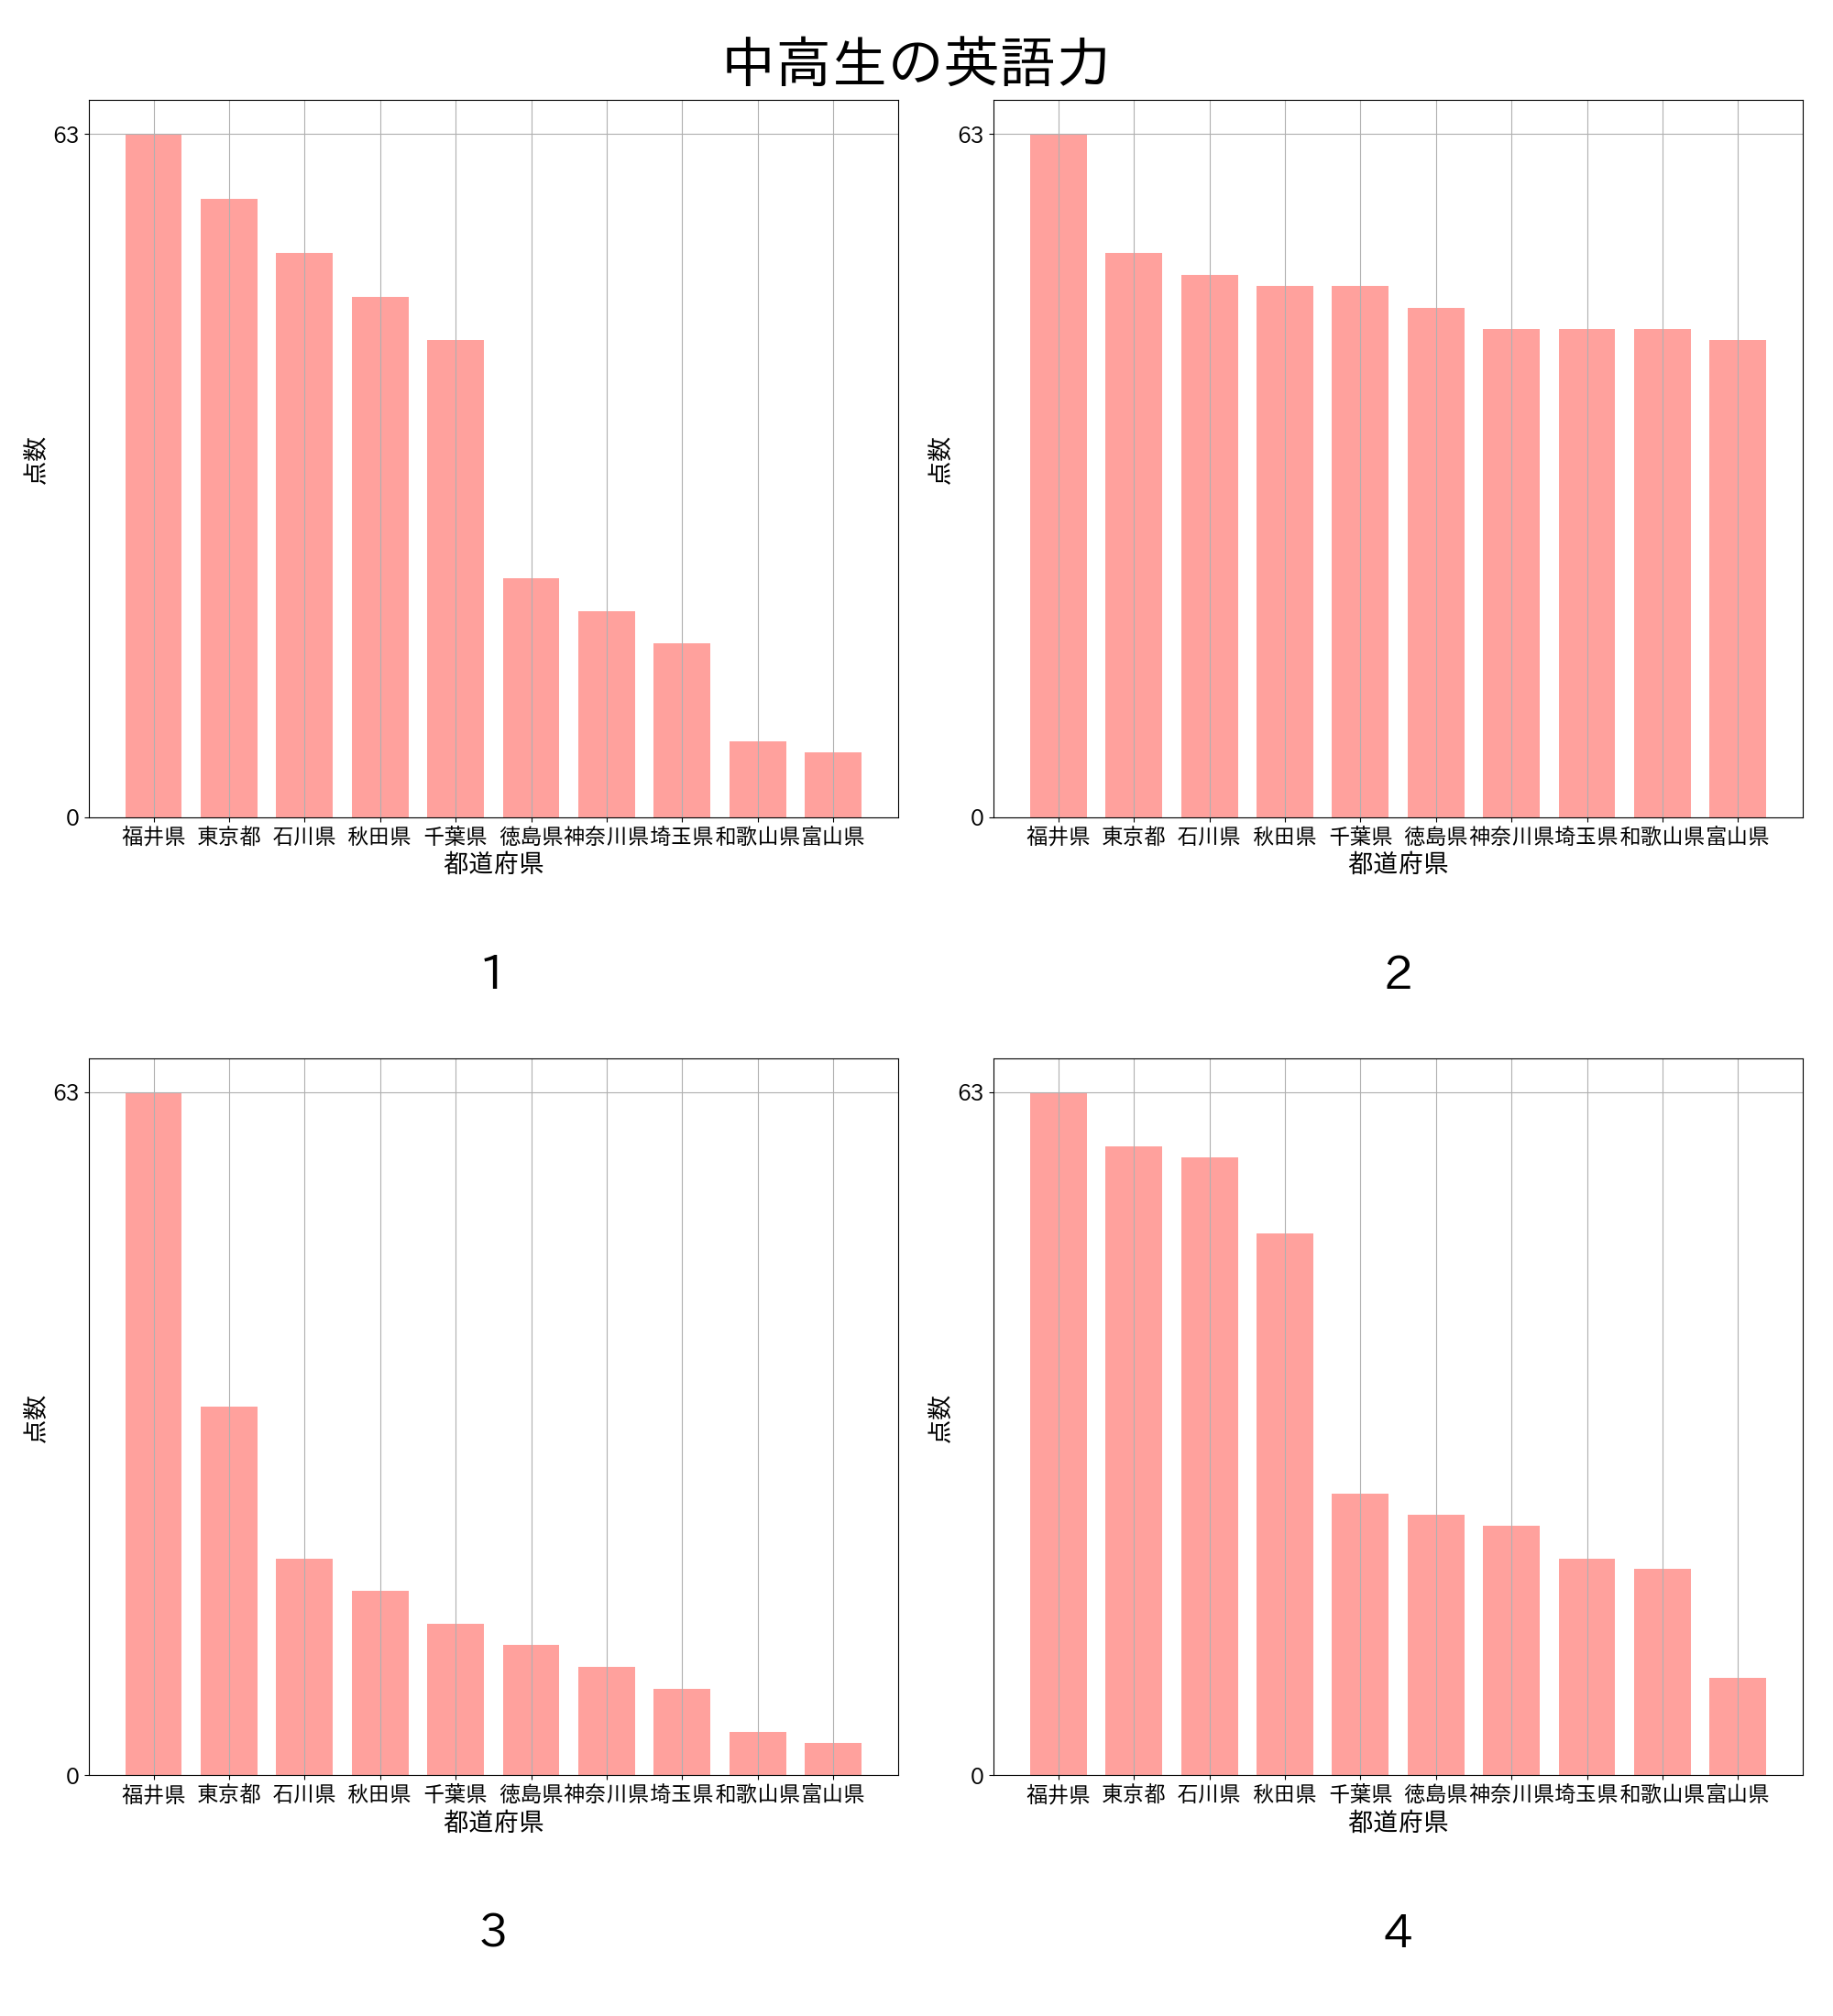 中高生の英語力
63
0
点数
福井県 東京都 石川県 秋田県 千葉県 徳島県 神奈川県 埼玉県 和歌山県 富山県
都道府県
1
63
0
点数
福井県 東京都 石川県 秋田県 千葉県 徳島県 神奈川県 埼玉県 和歌山県 富山県
都道府県
2
63
0
点数
福井県 東京都 石川県 秋田県 千葉県 徳島県 神奈川県 埼玉県 和歌山県 富山県
都道府県
3
63
0
点数
福井県 東京都 石川県 秋田県 千葉県 徳島県 神奈川県 埼玉県 和歌山県 富山県
都道府県
4